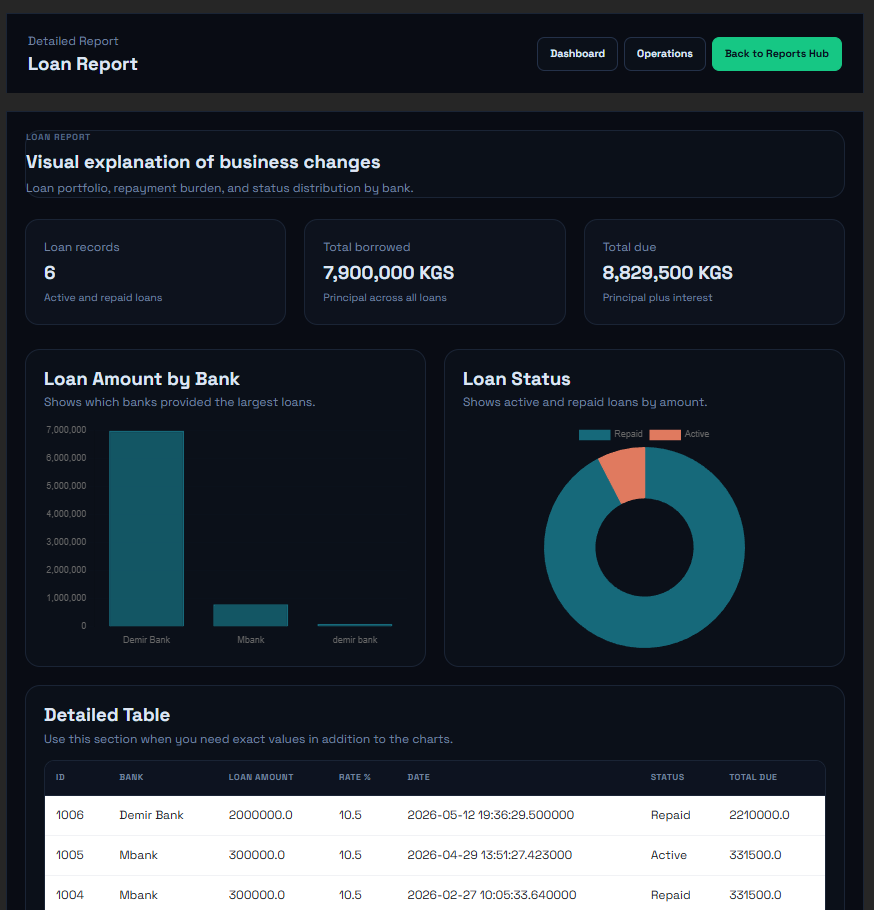 Detailed Report
Loan Report
Dashboard
Operations
Back to Reports Hub
LOAN REPORT
Visual explanation of business changes
Loan portfolio, repayment burden, and status distribution by bank.
Loan records
6
Active and repaid loans
Total borrowed
7,900,000 KGS
Principal across all loans
Total due
8,829,500 KGS
Principal plus interest
Loan Amount by Bank
Shows which banks provided the largest loans.
7,000,000
6,000,000
5,000,000
4,000,000
3,000,000
2,000,000
1,000,000
0
Demir Bank Mbank demir bank
Loan Status
Shows active and repaid loans by amount.
Repaid Active
Detailed Table
Use this section when you need exact values in addition to the charts.
ID BANK LOAN AMOUNT RATE % DATE STATUS TOTAL DUE
1006 Demir Bank 2000000.0 10.5 2026-05-12 19:36:29.500000 Repaid 2210000.0
1005 Mbank 300000.0 10.5 2026-04-29 13:51:27.423000 Active 331500.0
1004 Mbank 300000.0 10.5 2026-02-27 10:05:33.640000 Repaid 331500.0